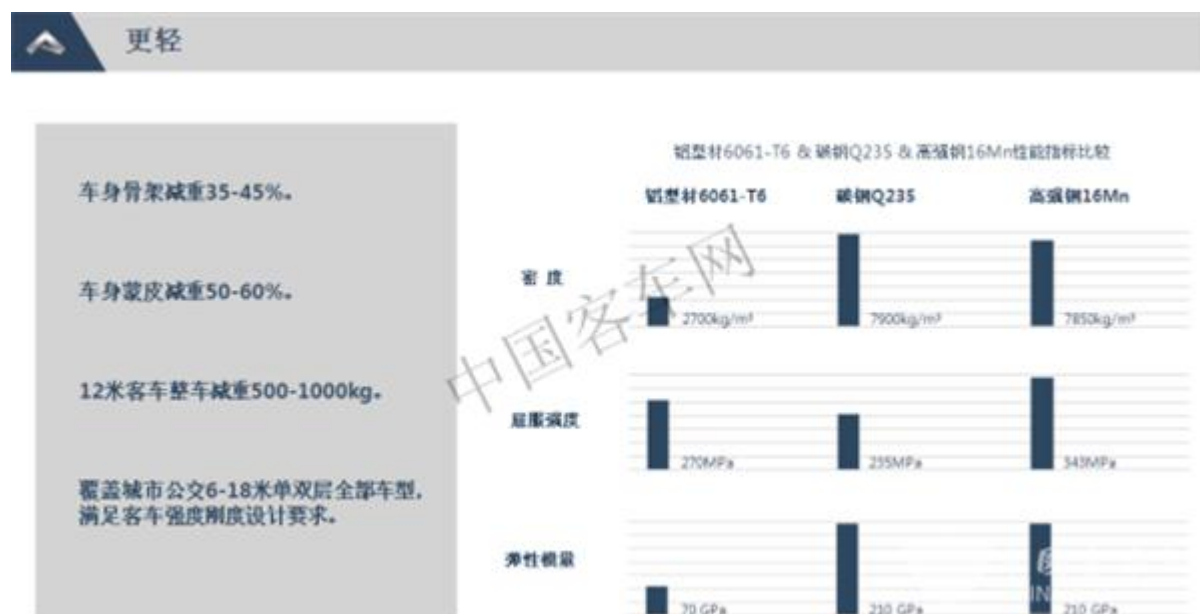 更轻
车身骨架减重35-45%。
车身蒙皮减重50-60%。
12米客车整车减重500-1000kg。
覆盖城市公交6-18米单双层全部车型,
满足客车强度刚度设计要求。
铝型材6061-T6 & 碳钢Q235 & 高强钢16Mn性能指标比较
铝型材6061-T6 碳钢Q235 高强钢16Mn
密 度
2700kg/m³ 7900kg/m³ 7850kg/m³
中国客车网
屈服强度
270MPa 235MPa 343MPa
弹性模量
70 GPa 210 GPa 210 GPa